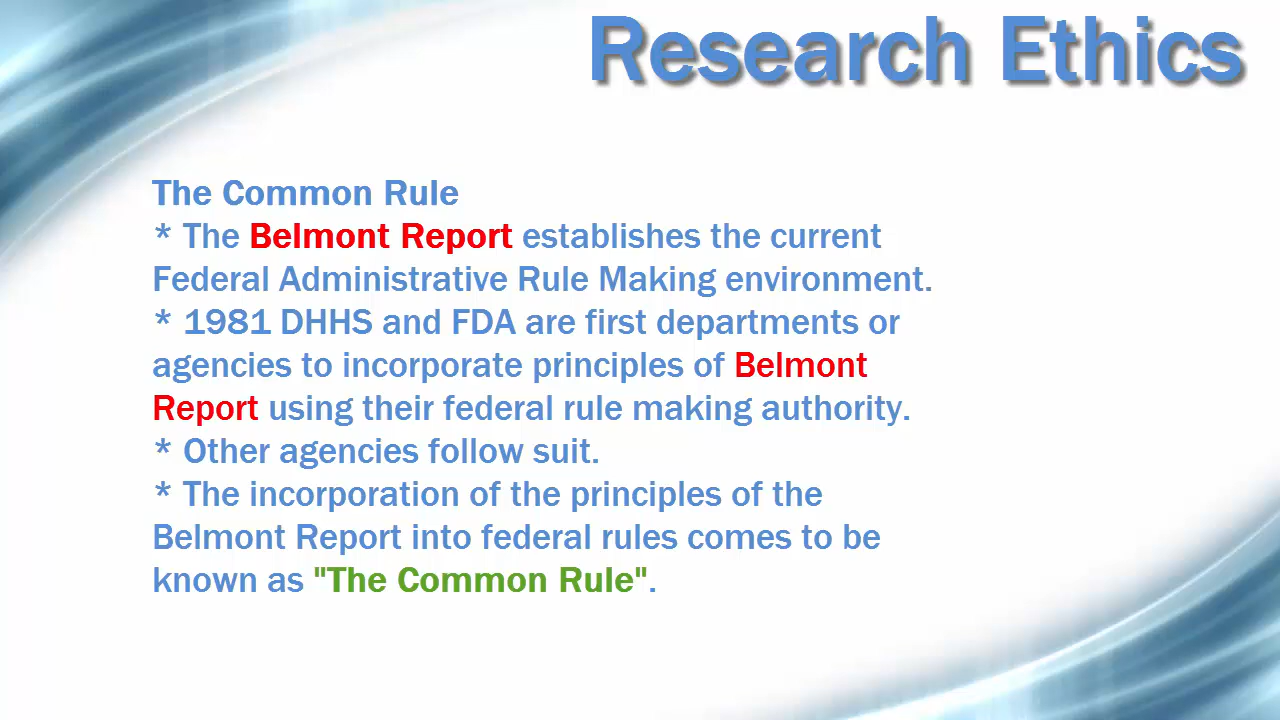 Research Ethics
The Common Rule
* The Belmont Report establishes the current
Federal Administrative Rule Making environment.
* 1981 DHHS and FDA are first departments or
agencies to incorporate principles of Belmont
Report using their federal rule making authority.
* Other agencies follow suit.
* The incorporation of the principles of the
Belmont Report into federal rules comes to be
known as "The Common Rule".